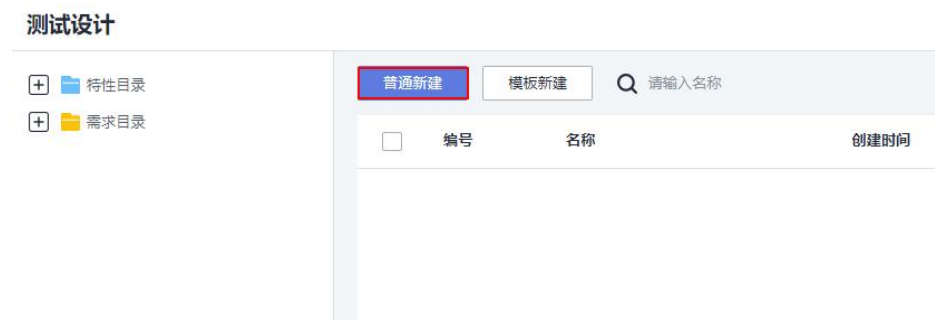 测试设计
特性目录
需求目录
普通新建 模板新建 请输入名称
编号 名称 创建时间